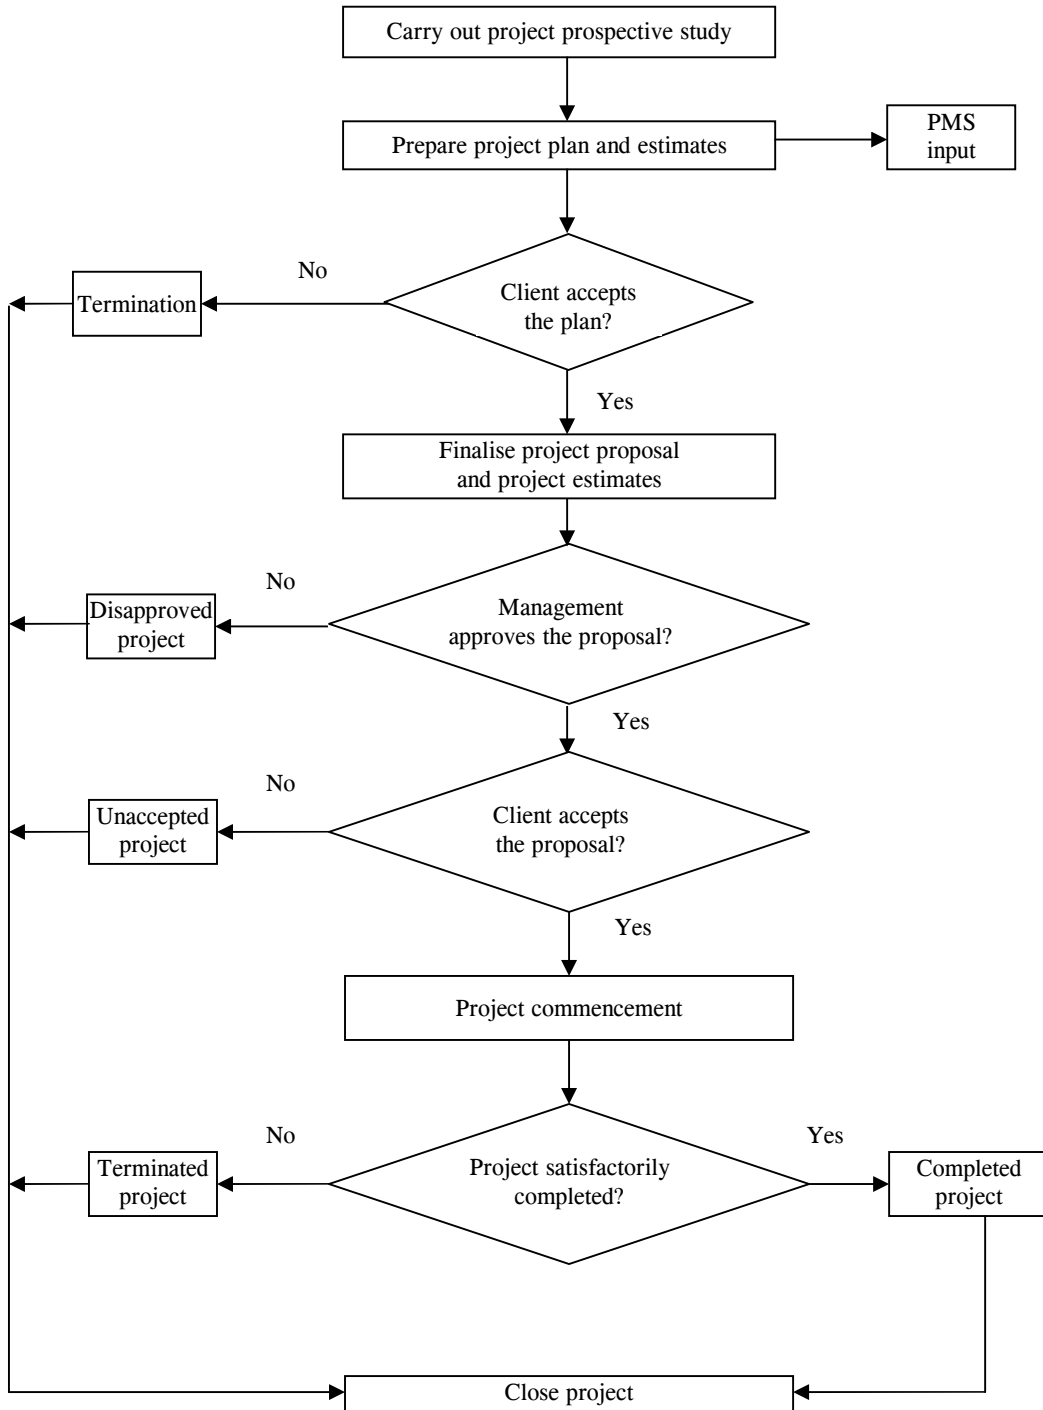 Carry out project prospective study
Prepare project plan and estimates
PMS
input
No
Termination
Client accepts
the plan?
Yes
Finalise project proposal
and project estimates
No
Disapproved
project
Management
approves the proposal?
Yes
No
Unaccepted
project
Client accepts
the proposal?
Yes
Project commencement
No
Yes
Terminated
project
Project satisfactorily
completed?
Completed
project
Close project